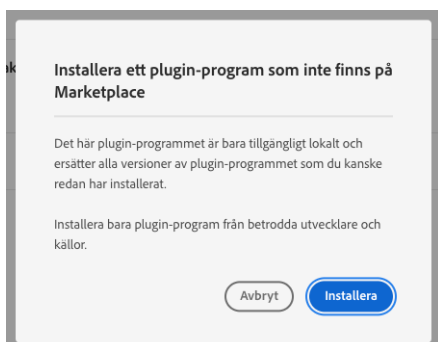 ak
Installera ett plugin-program som inte finns på
Marketplace
Det här plugin-programmet är bara tillgängligt lokalt och
ersätter alla versioner av plugin-programmet som du kanske
redan har installerat.
Installera bara plugin-program från betrodda utvecklare och
källor.
Avbryt
Installera